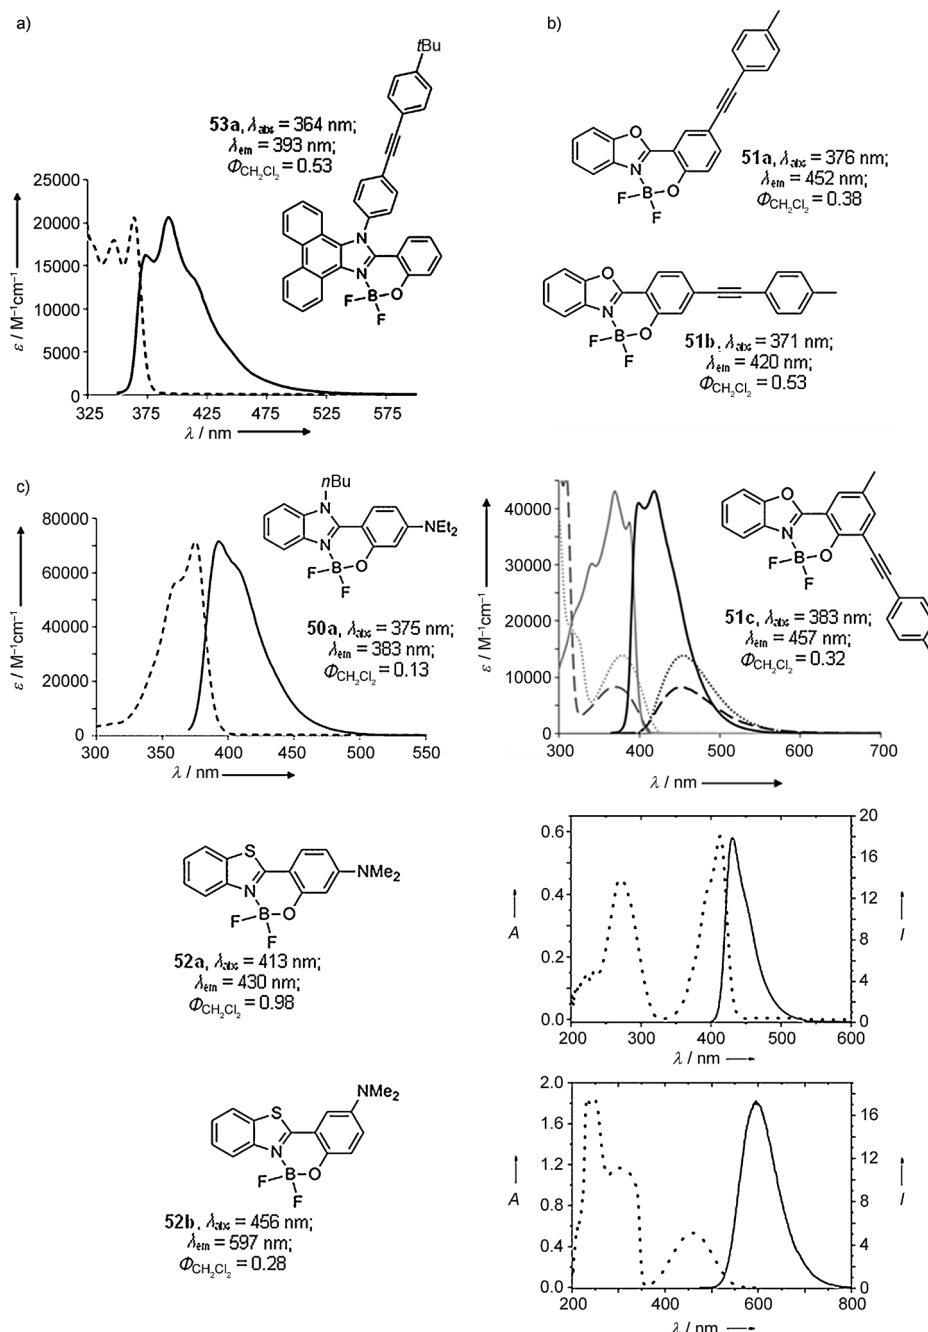 a)
tBu
53a, λabs = 364 nm;
λem = 393 nm;
ΦCH2Cl2 = 0.53
N
N
B
O
F
F
25000
20000
15000
10000
5000
0
ε / M⁻¹cm⁻¹
325 375 425 475 525 575
λ / nm
b)
O
N
B
O
F
F
51a, λabs = 376 nm;
λem = 452 nm;
ΦCH2Cl2 = 0.38
O
N
B
O
F
F
51b, λabs = 371 nm;
λem = 420 nm;
ΦCH2Cl2 = 0.53
c)
nBu
N
N
B
O
F
F
NEt2
50a, λabs = 375 nm;
λem = 383 nm;
ΦCH2Cl2 = 0.13
80000
60000
40000
20000
0
ε / M⁻¹cm⁻¹
300 350 400 450 500 550
λ / nm
O
N
B
O
F
F
51c, λabs = 383 nm;
λem = 457 nm;
ΦCH2Cl2 = 0.32
40000
30000
20000
10000
0
ε / M⁻¹cm⁻¹
300 400 500 600 700
λ / nm
S
N
B
O
F
F
NMe2
52a, λabs = 413 nm;
λem = 430 nm;
ΦCH2Cl2 = 0.98
0.6
0.4
0.2
0.0
A
20
16
12
8
4
0
I
200 300 400 500 600
λ / nm
NMe2
S
N
B
O
F
F
52b, λabs = 456 nm;
λem = 597 nm;
ΦCH2Cl2 = 0.28
2.0
1.6
1.2
0.8
0.4
0.0
A
16
12
8
4
0
I
200 400 600 800
λ / nm